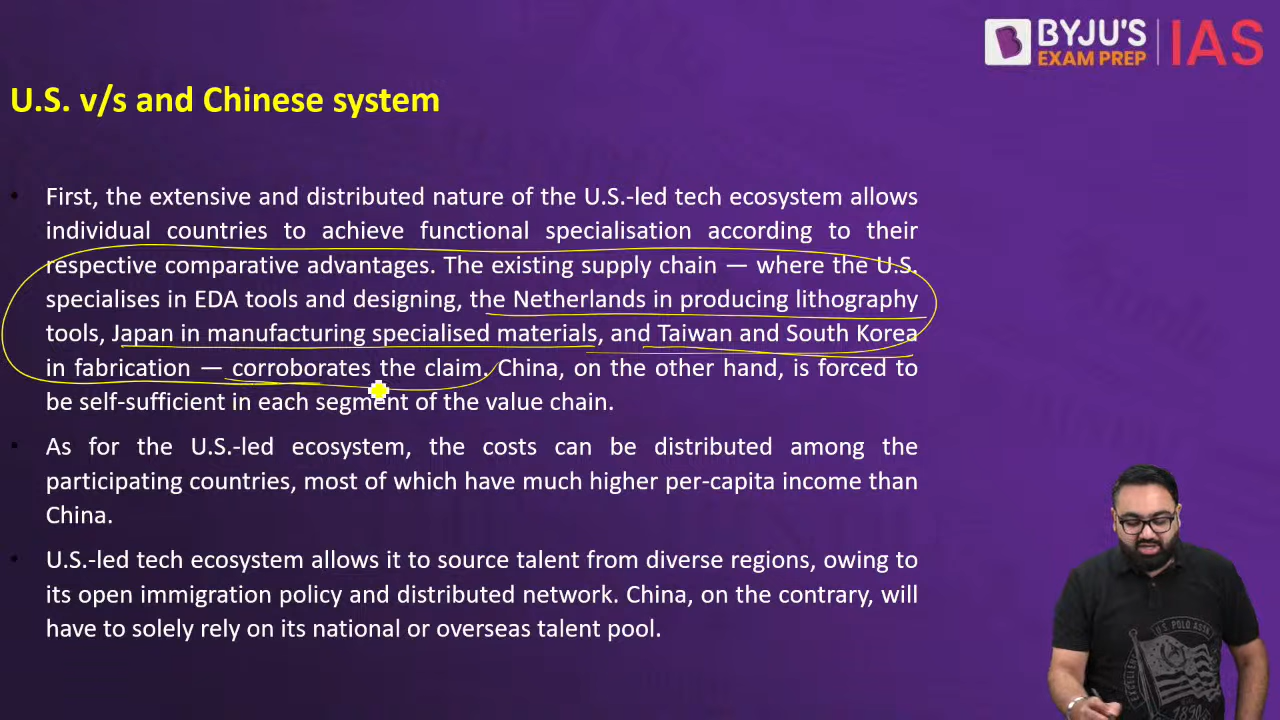 BYJU'S IAS
EXAM PREP
U.S. v/s and Chinese system
• First, the extensive and distributed nature of the U.S.-led tech ecosystem allows
individual countries to achieve functional specialisation according to their
respective comparative advantages. The existing supply chain — where the U.S.
specialises in EDA tools and designing, the Netherlands in producing lithography
tools, Japan in manufacturing specialised materials, and Taiwan and South Korea
in fabrication — corroborates the claim. China, on the other hand, is forced to
be self-sufficient in each segment of the value chain.
• As for the U.S.-led ecosystem, the costs can be distributed among the
participating countries, most of which have much higher per-capita income than
China.
• U.S.-led tech ecosystem allows it to source talent from diverse regions, owing to
its open immigration policy and distributed network. China, on the contrary, will
have to solely rely on its national or overseas talent pool.
U.S. POLO ASSN.
1890